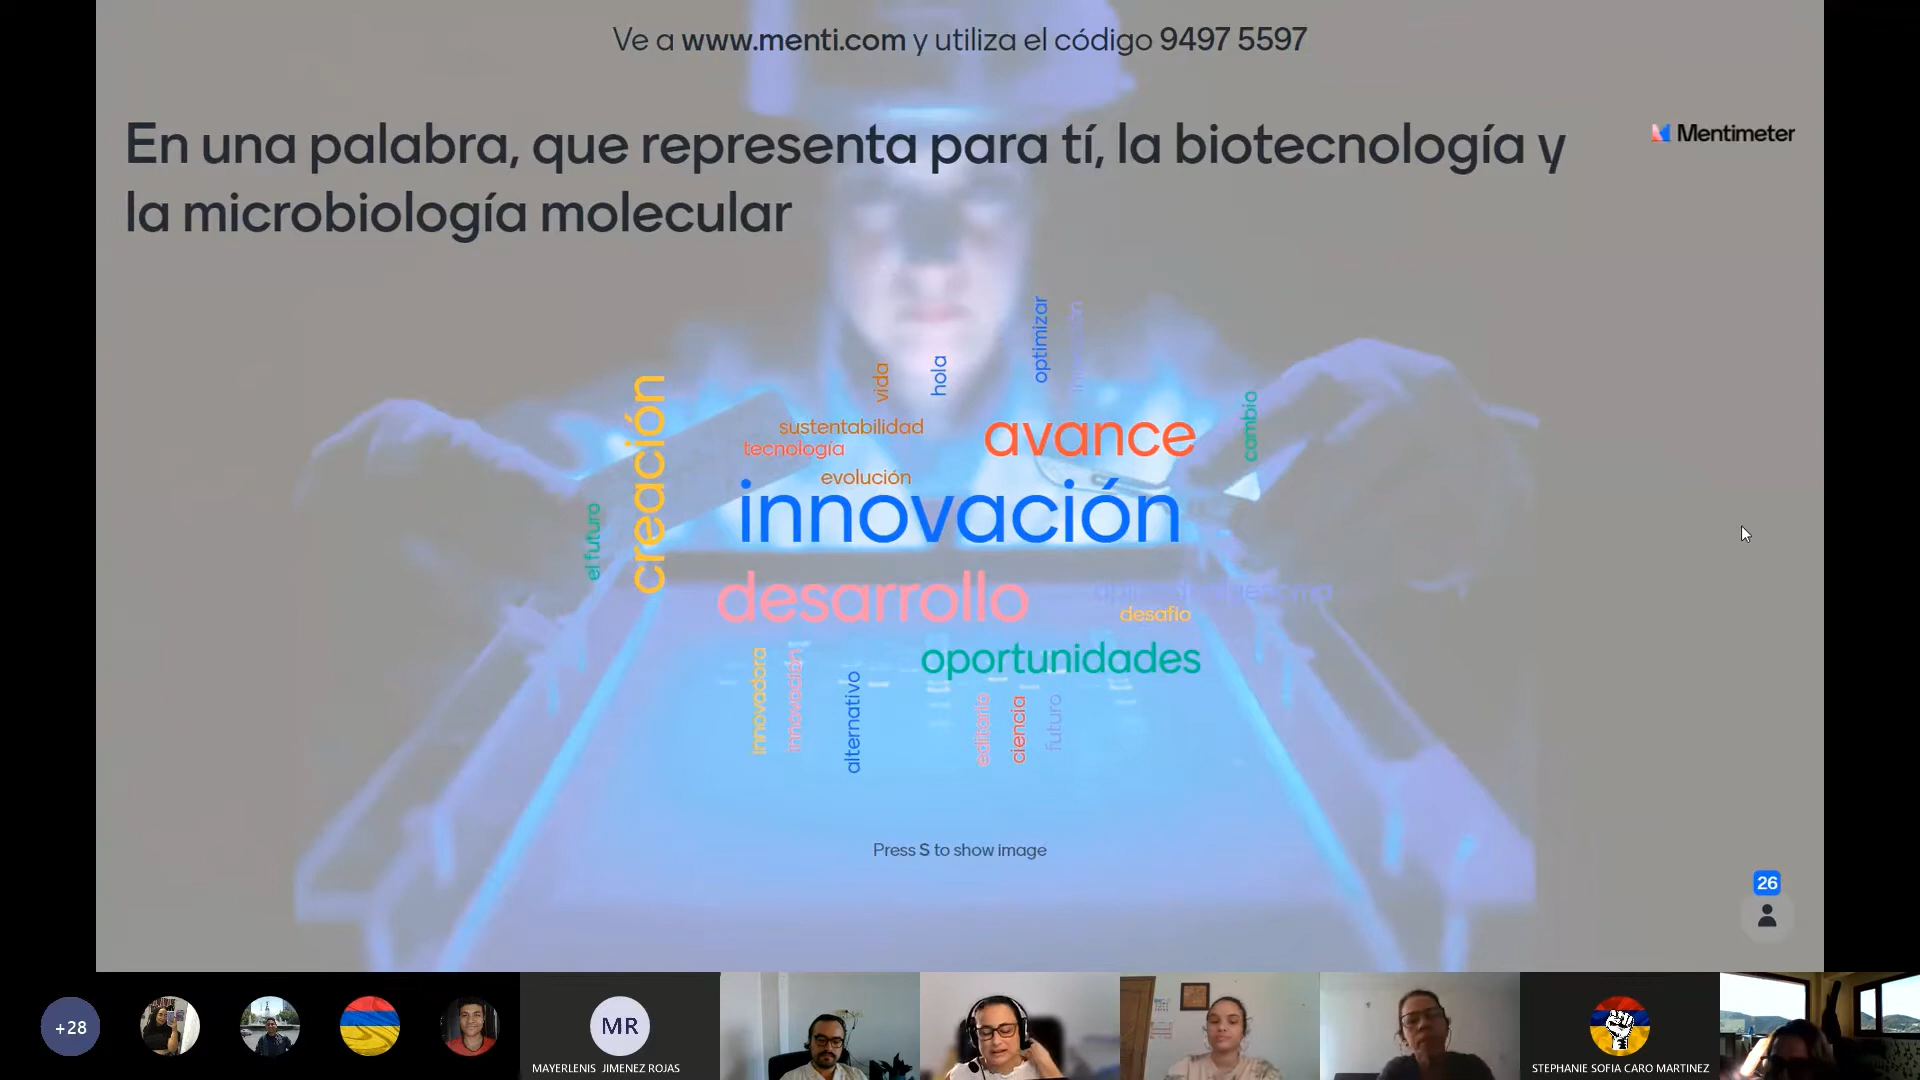 Ve a www.menti.com y utiliza el código 9497 5597
En una palabra, que representa para tí, la biotecnología y
la microbiología molecular
Mentimeter
optimizar
vida
hola
creación
cambio
sustentabilidad
avance
tecnología
evolución
innovación
el futuro
desarrollo
desafio
oportunidades
innovadora
innovación
alternativo
editarlo
ciencia
futuro
Press S to show image
26
+28
MR
MAYERLENIS JIMENEZ ROJAS
STEPHANIE SOFIA CARO MARTINEZ